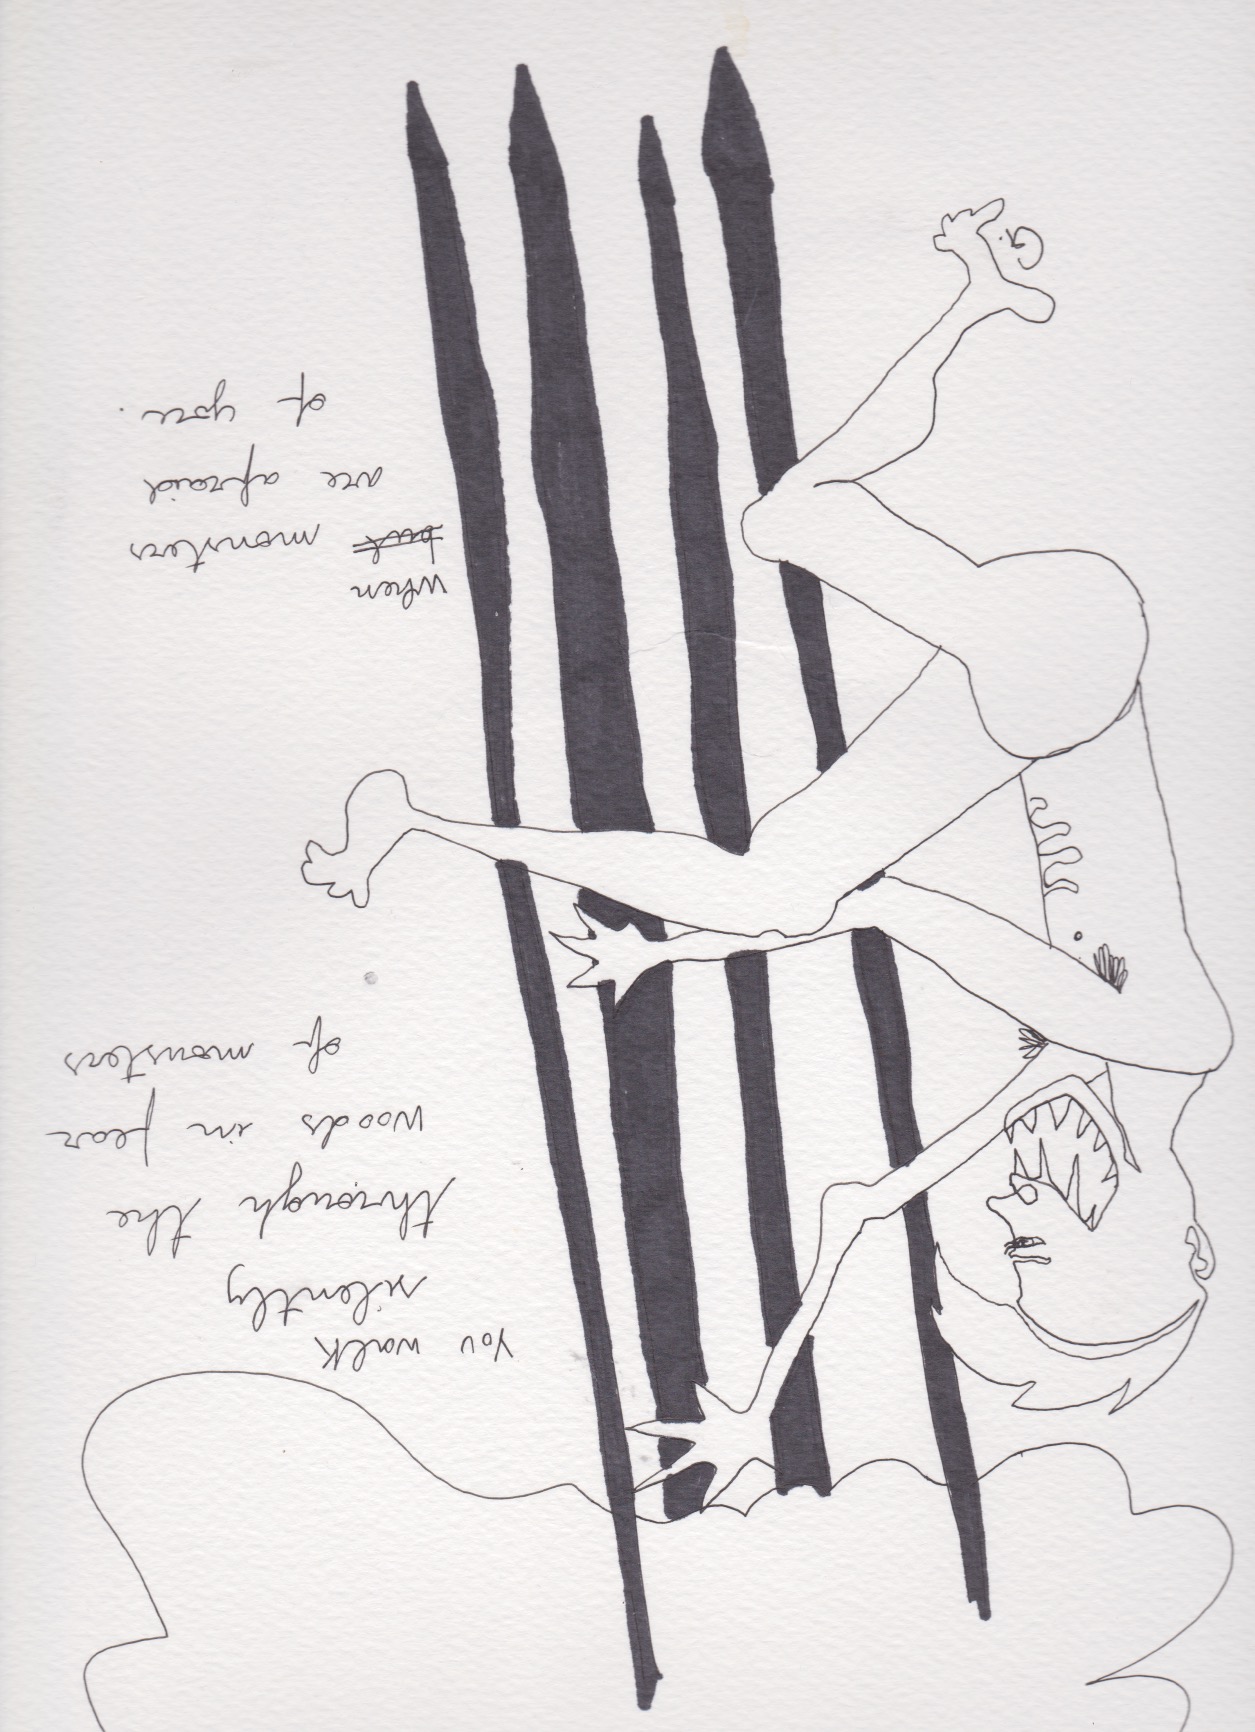 You walk
silently
through the
woods in fear
of monsters
When
but monsters
are afraid
of you.